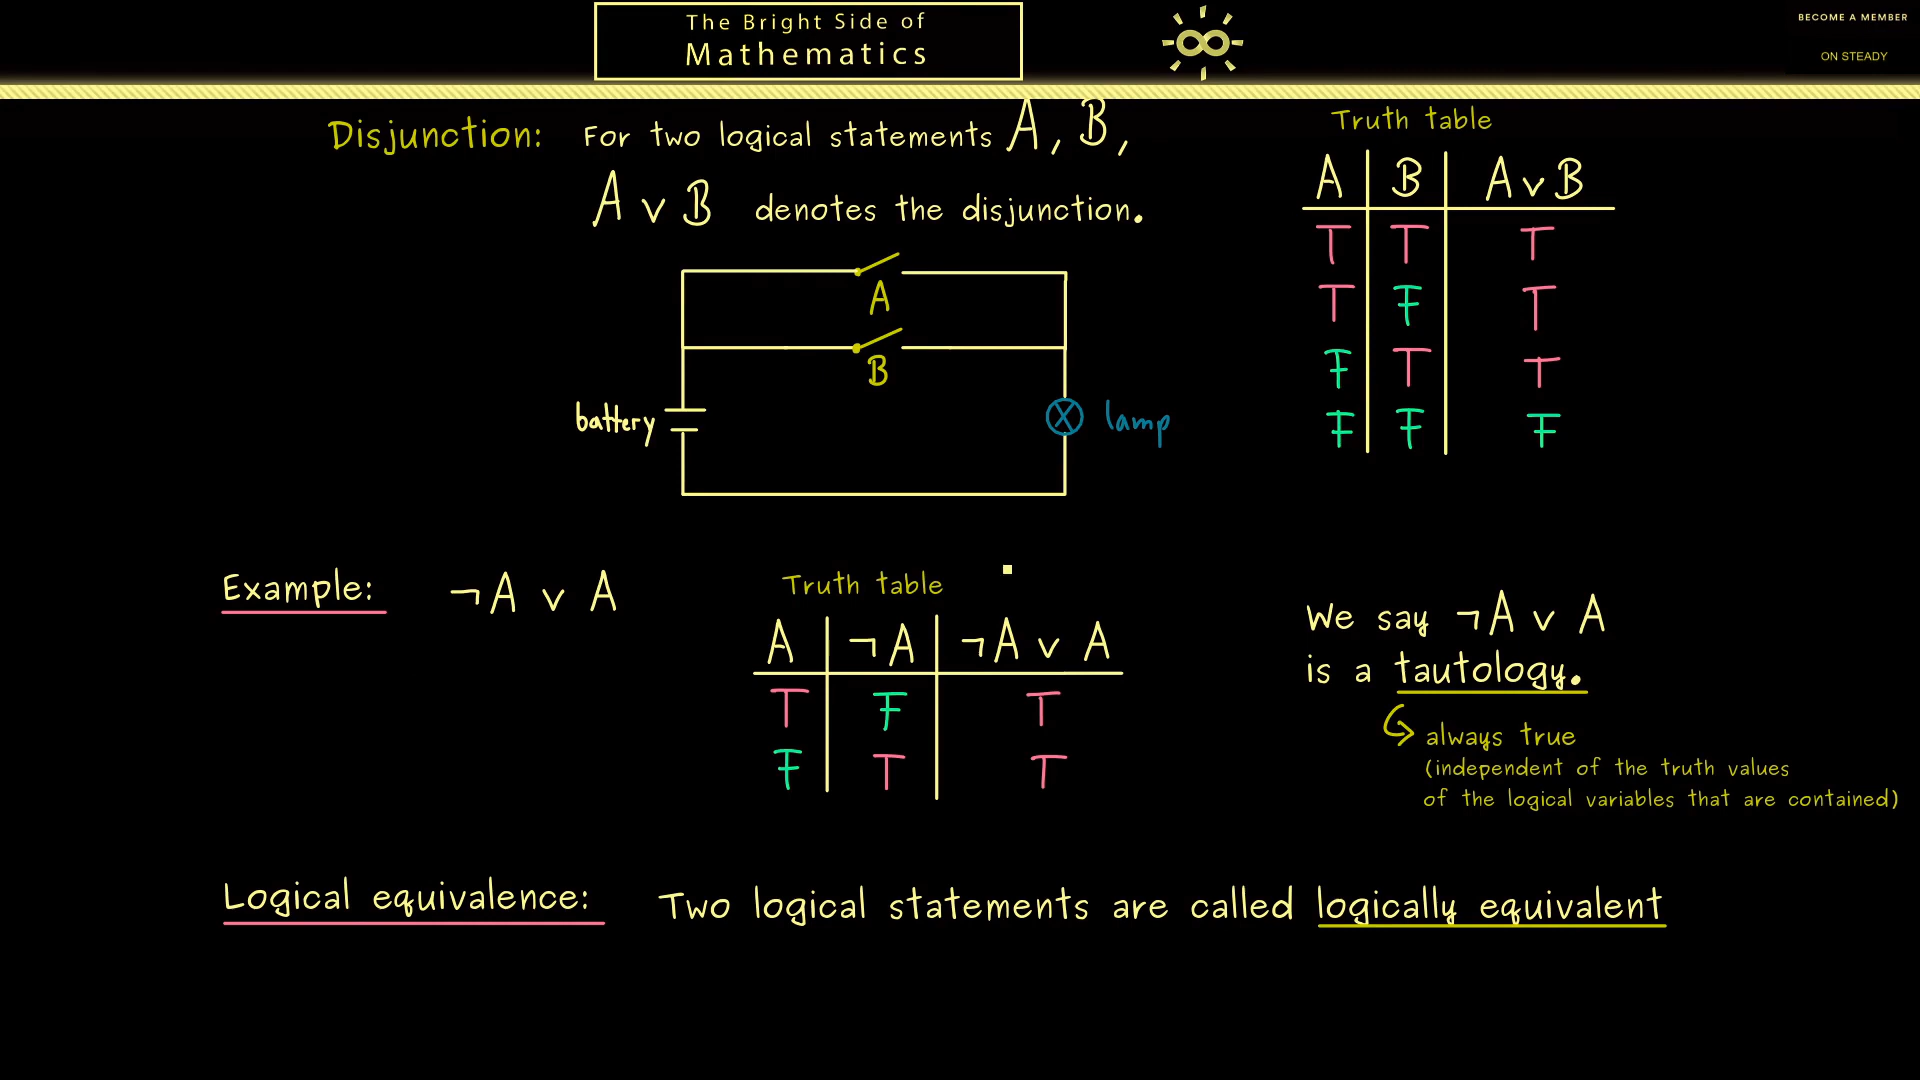 The Bright Side of
Mathematics
BECOME A MEMBER
ON STEADY
Disjunction: For two logical statements A, B,
A ∨ B denotes the disjunction.
A
B
battery
lamp
Truth table
A B A ∨ B
T T T
T F T
F T T
F F F
Example: ¬A ∨ A
Truth table
A ¬A ¬A ∨ A
T F T
F T T
We say ¬A ∨ A
is a tautology.
always true
(independent of the truth values
of the logical variables that are contained)
Logical equivalence: Two logical statements are called logically equivalent